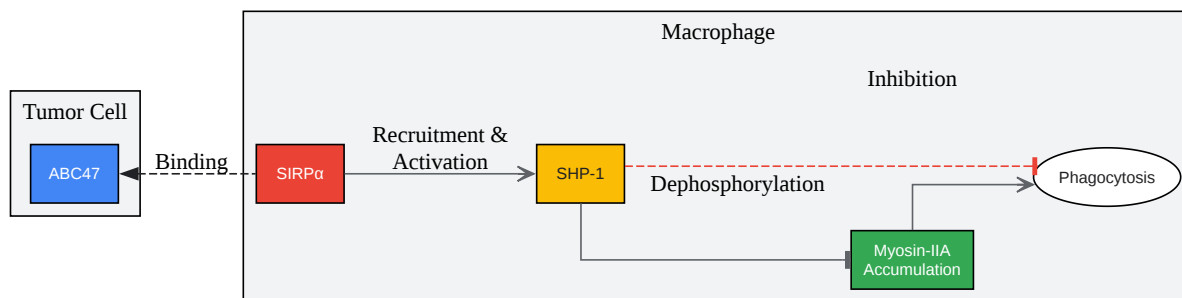 Macrophage
Inhibition
Tumor Cell
ABC47
Binding
SIRPα
Recruitment &
Activation
SHP-1
Dephosphorylation
Phagocytosis
Myosin-IIA
Accumulation